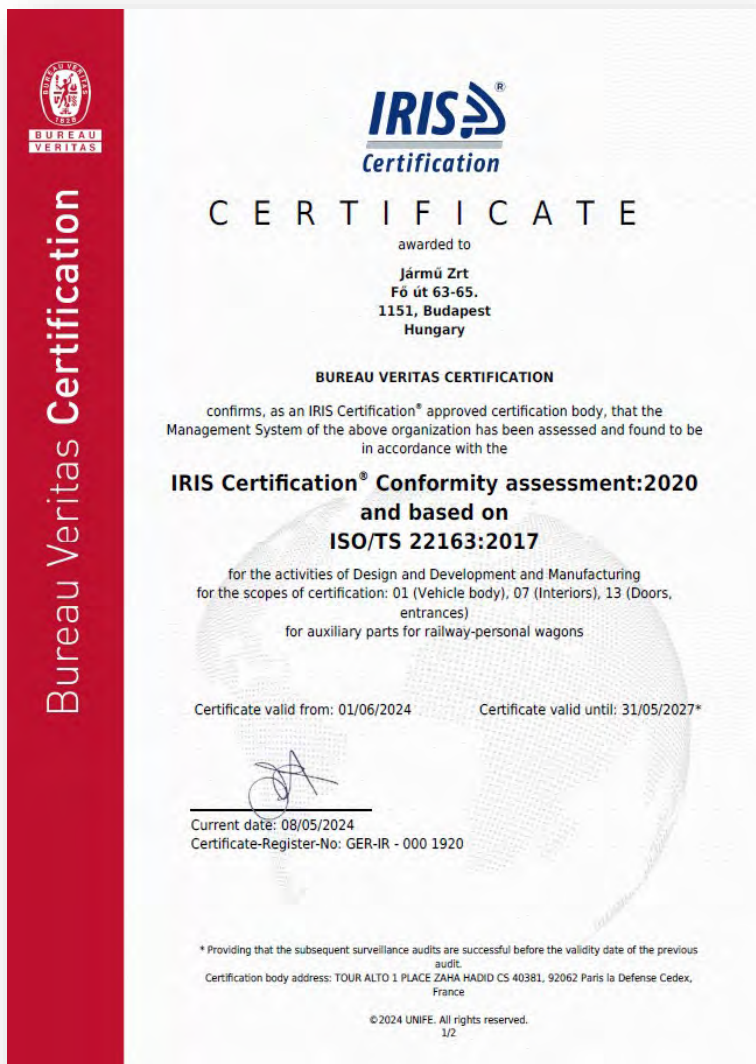 BUREAU VERITAS
1828
BUREAU
VERITAS
Bureau Veritas Certification
IRIS®
Certification
CERTIFICATE
awarded to
Jármű Zrt
Fő út 63-65.
1151, Budapest
Hungary
BUREAU VERITAS CERTIFICATION
confirms, as an IRIS Certification® approved certification body, that the
Management System of the above organization has been assessed and found to be
in accordance with the
IRIS Certification® Conformity assessment:2020
and based on
ISO/TS 22163:2017
for the activities of Design and Development and Manufacturing
for the scopes of certification: 01 (Vehicle body), 07 (Interiors), 13 (Doors,
entrances)
for auxiliary parts for railway-personal wagons
Certificate valid from: 01/06/2024 Certificate valid until: 31/05/2027*
Current date: 08/05/2024
Certificate-Register-No: GER-IR - 000 1920
* Providing that the subsequent surveillance audits are successful before the validity date of the previous
audit.
Certification body address: TOUR ALTO 1 PLACE ZAHA HADID CS 40381, 92062 Paris la Defense Cedex,
France
©2024 UNIFE. All rights reserved.
1/2